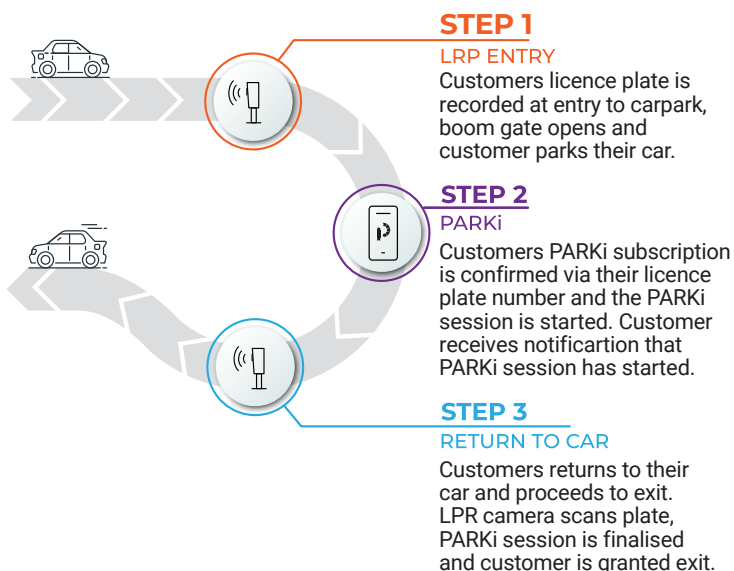 STEP 1
LRP ENTRY
Customers licence plate is
recorded at entry to carpark,
boom gate opens and
customer parks their car.
STEP 2
PARKi
Customers PARKi subscription
is confirmed via their licence
plate number and the PARKi
session is started. Customer
receives notificartion that
PARKi session has started.
STEP 3
RETURN TO CAR
Customers returns to their
car and proceeds to exit.
LPR camera scans plate,
PARKi session is finalised
and customer is granted exit.